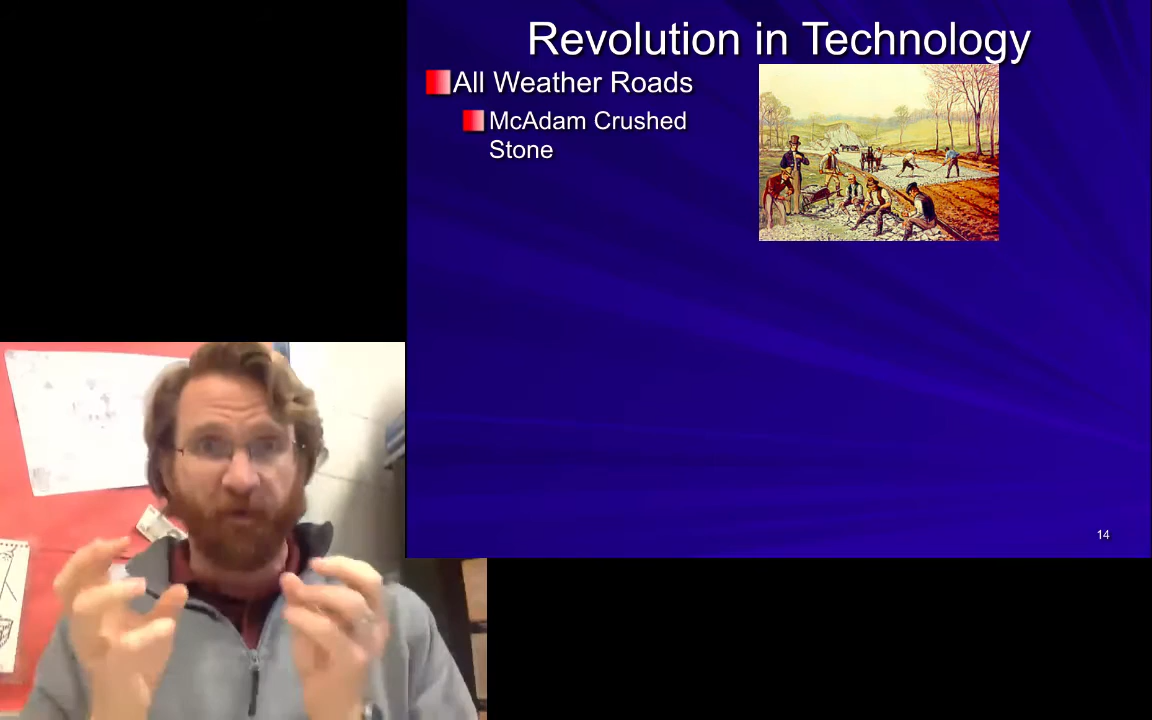 Revolution in Technology
All Weather Roads
McAdam Crushed
Stone
14